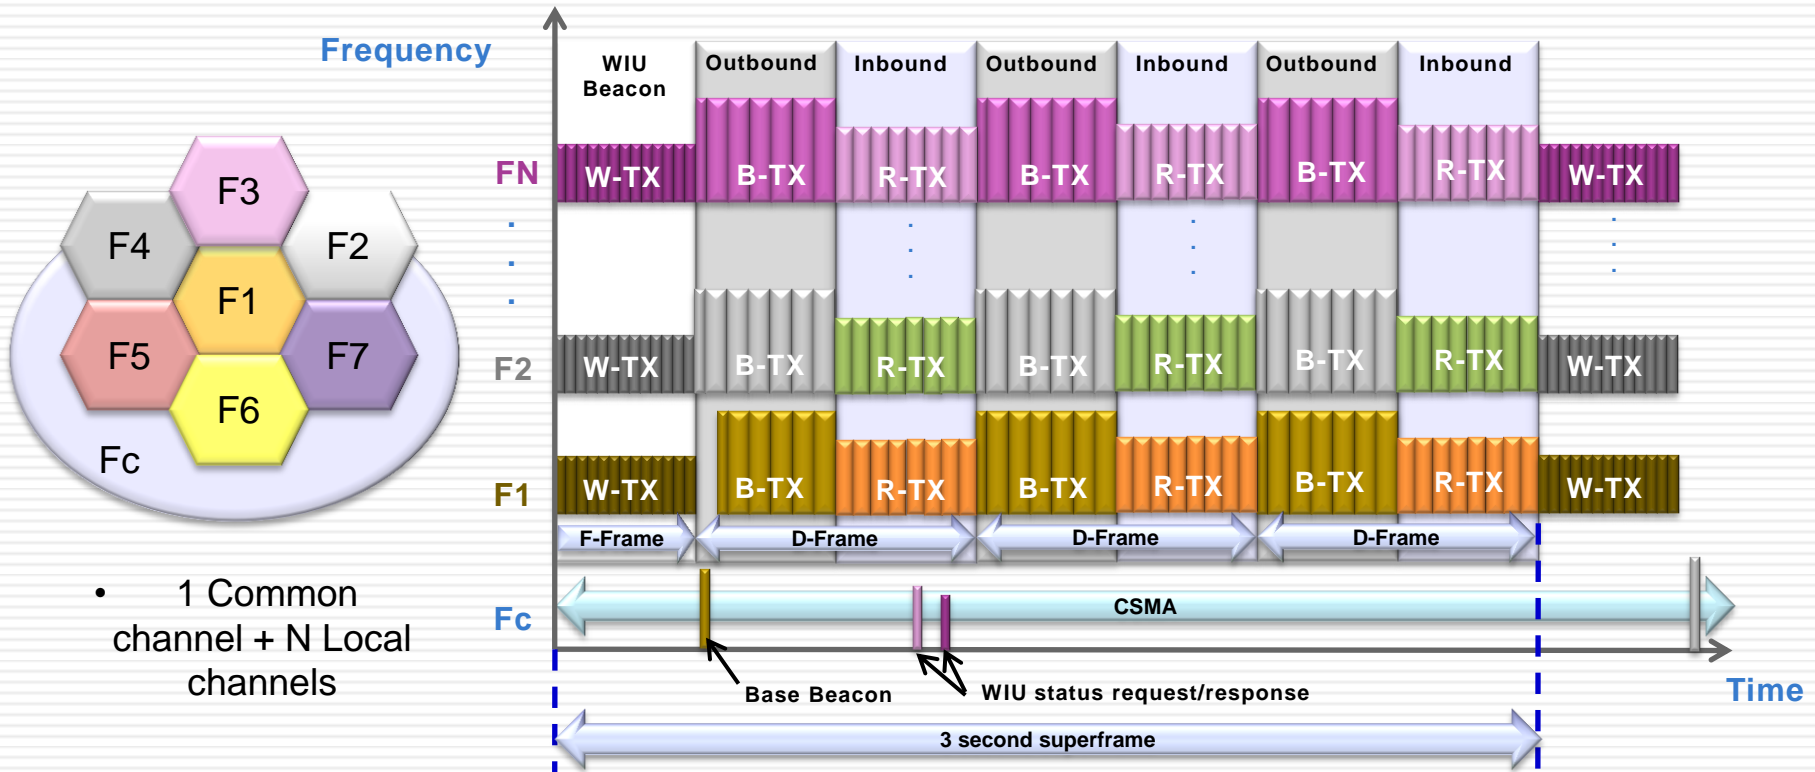 Frequency
WIU
Beacon
Outbound Inbound Outbound Inbound Outbound Inbound
FN
W-TX B-TX R-TX B-TX R-TX B-TX R-TX W-TX
F2
W-TX B-TX R-TX B-TX R-TX B-TX R-TX W-TX
F1
W-TX B-TX R-TX B-TX R-TX B-TX R-TX W-TX
F-Frame D-Frame D-Frame D-Frame
Fc
CSMA
Base Beacon
WIU status request/response
Time
3 second superframe
F3
F4
F2
F1
F5
F7
F6
Fc
• 1 Common
channel + N Local
channels